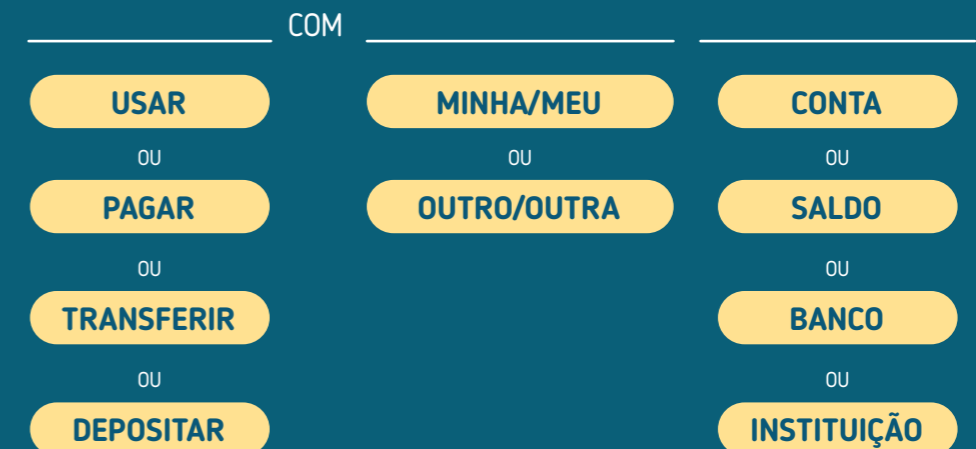 COM
USAR MINHA/MEU CONTA
OU OU OU
PAGAR OUTRO/OUTRA SALDO
OU OU
TRANSFERIR BANCO
OU OU
DEPOSITAR INSTITUIÇÃO